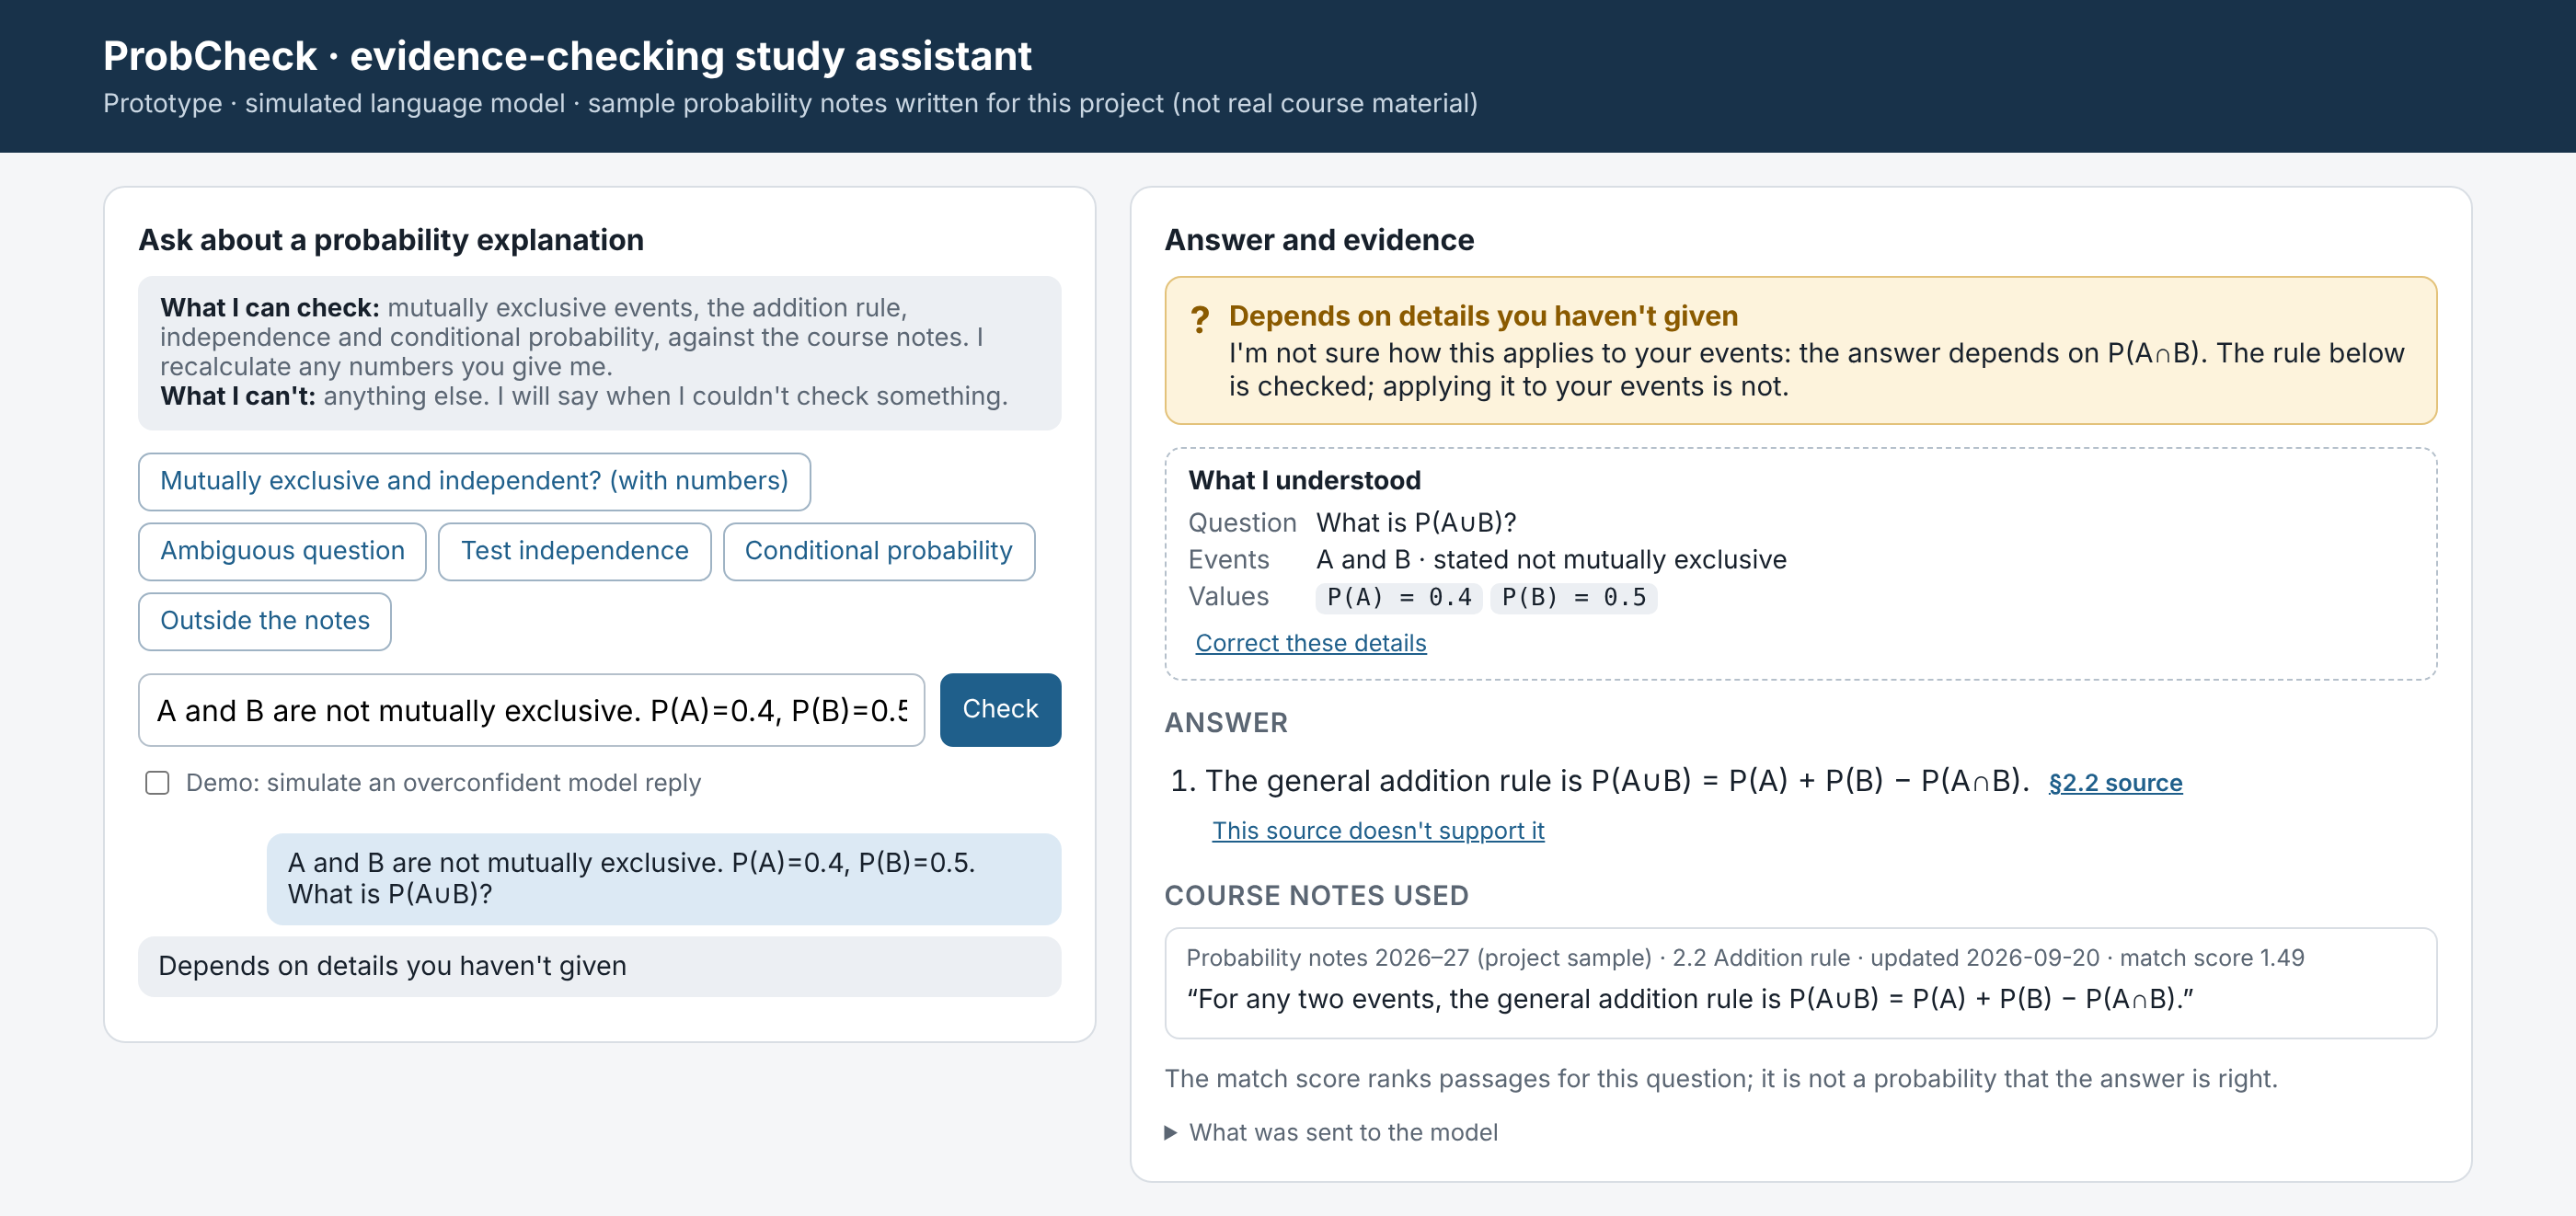 ProbCheck · evidence-checking study assistant
Prototype · simulated language model · sample probability notes written for this project (not real course material)
Ask about a probability explanation
What I can check: mutually exclusive events, the addition rule,
independence and conditional probability, against the course notes. I
recalculate any numbers you give me.
What I can't: anything else. I will say when I couldn't check something.
Mutually exclusive and independent? (with numbers)
Ambiguous question
Test independence
Conditional probability
Outside the notes
A and B are not mutually exclusive. P(A)=0.4, P(B)=0.5
Check
Demo: simulate an overconfident model reply
A and B are not mutually exclusive. P(A)=0.4, P(B)=0.5.
What is P(A∪B)?
Depends on details you haven't given
Answer and evidence
? Depends on details you haven't given
I'm not sure how this applies to your events: the answer depends on P(A∩B). The rule below
is checked; applying it to your events is not.
What I understood
Question What is P(A∪B)?
Events A and B · stated not mutually exclusive
Values P(A) = 0.4 P(B) = 0.5
Correct these details
ANSWER
1. The general addition rule is P(A∪B) = P(A) + P(B) − P(A∩B). §2.2 source
This source doesn't support it
COURSE NOTES USED
Probability notes 2026–27 (project sample) · 2.2 Addition rule · updated 2026-09-20 · match score 1.49
“For any two events, the general addition rule is P(A∪B) = P(A) + P(B) − P(A∩B).”
The match score ranks passages for this question; it is not a probability that the answer is right.
▶ What was sent to the model